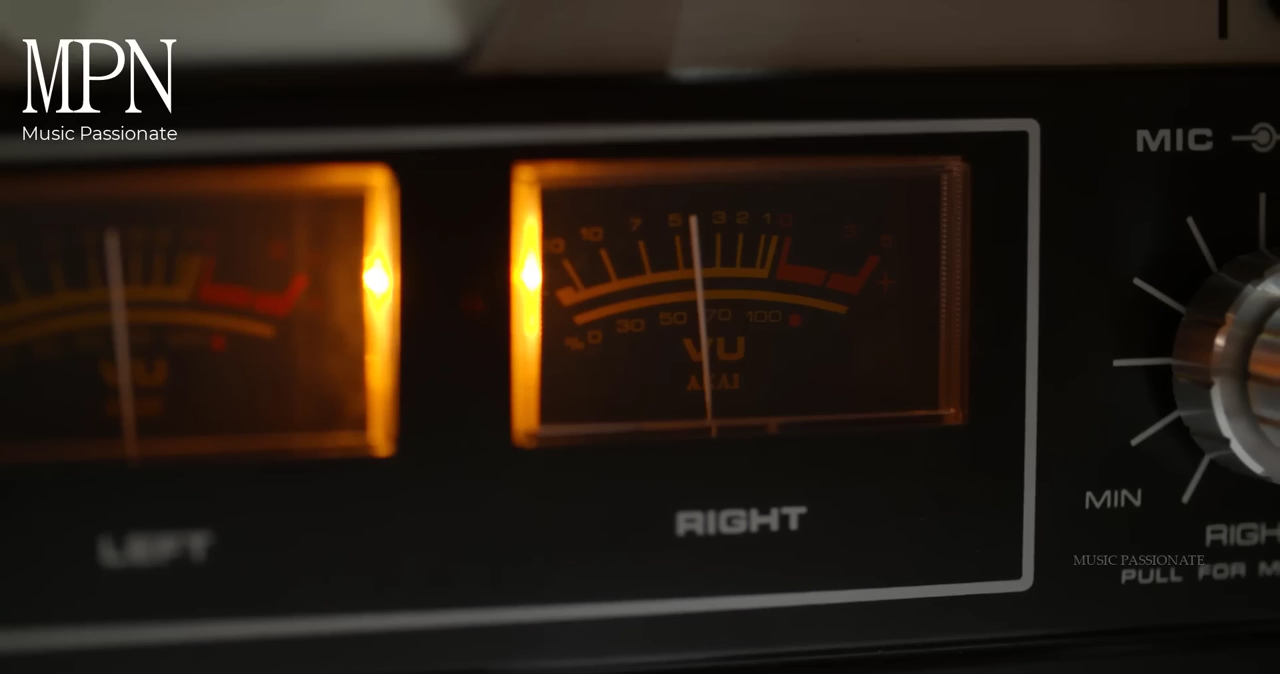 MPN
Music Passionate
MIC
10 7 5 3 2 1 0
0 30 50 70 100
VU
AKAI
LEFT
RIGHT
MIN
MUSIC PASSIONATE
PULL FOR